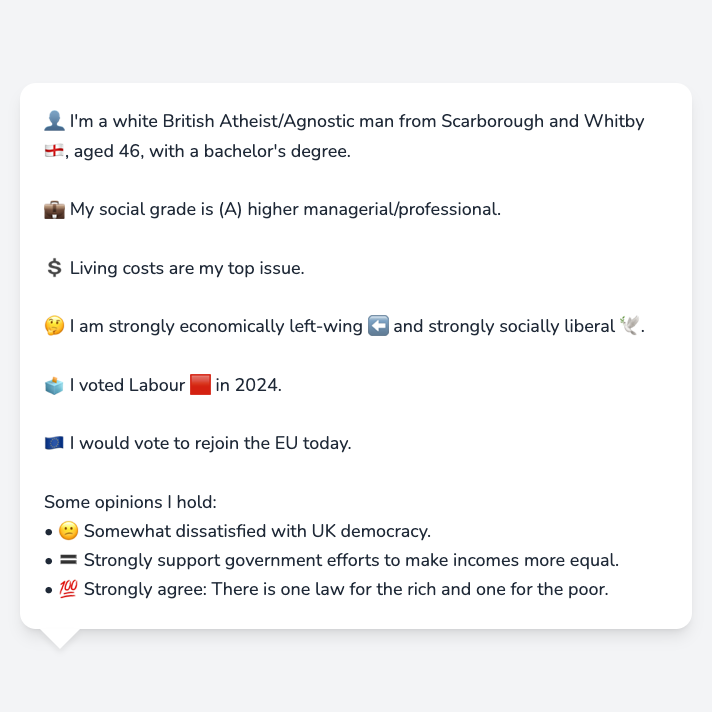 👤 I'm a white British Atheist/Agnostic man from Scarborough and Whitby
🏴󠁧󠁢󠁥󠁮󠁧󠁿, aged 46, with a bachelor's degree.
💼 My social grade is (A) higher managerial/professional.
💲 Living costs are my top issue.
🤔 I am strongly economically left-wing ⬅️ and strongly socially liberal 🕊️.
🗳️ I voted Labour 🟥 in 2024.
🇪🇺 I would vote to rejoin the EU today.
Some opinions I hold:
• 🙁 Somewhat dissatisfied with UK democracy.
• 🟰 Strongly support government efforts to make incomes more equal.
• 💯 Strongly agree: There is one law for the rich and one for the poor.